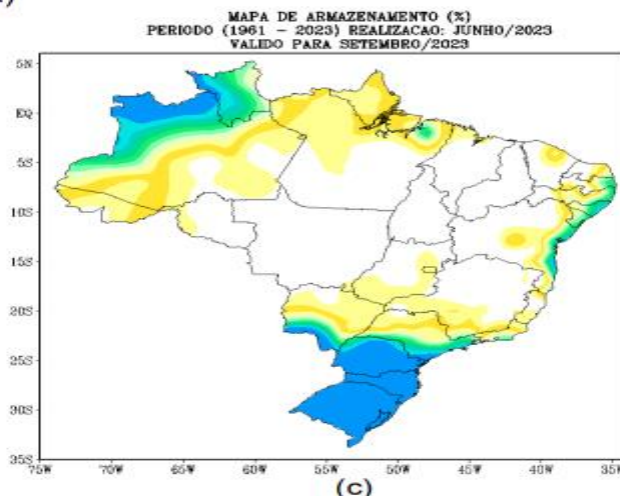 )
MAPA DE ARMAZENAMENTO (%)
PERIODO (1961 - 2023) REALIZACAO: JUNHO/2023
VALIDO PARA SETEMBRO/2023
5N
EQ
5S
10S
15S
20S
25S
30S
35S
75W 70W 65W 60W 55W 50W 45W 40W 35W
(c)